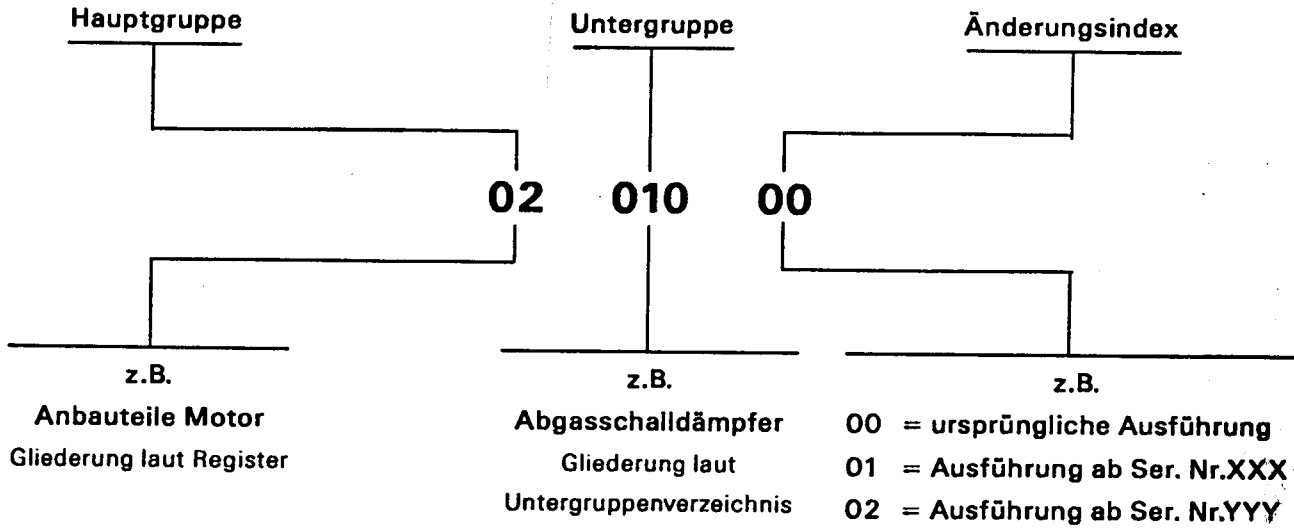 Hauptgruppe
Untergruppe
Änderungsindex
02 010 00
z.B.
Anbauteile Motor
Gliederung laut Register
z.B.
Abgasschalldämpfer
Gliederung laut
Untergruppenverzeichnis
z.B.
00 = ursprüngliche Ausführung
01 = Ausführung ab Ser. Nr.XXX
02 = Ausführung ab Ser. Nr.YYY